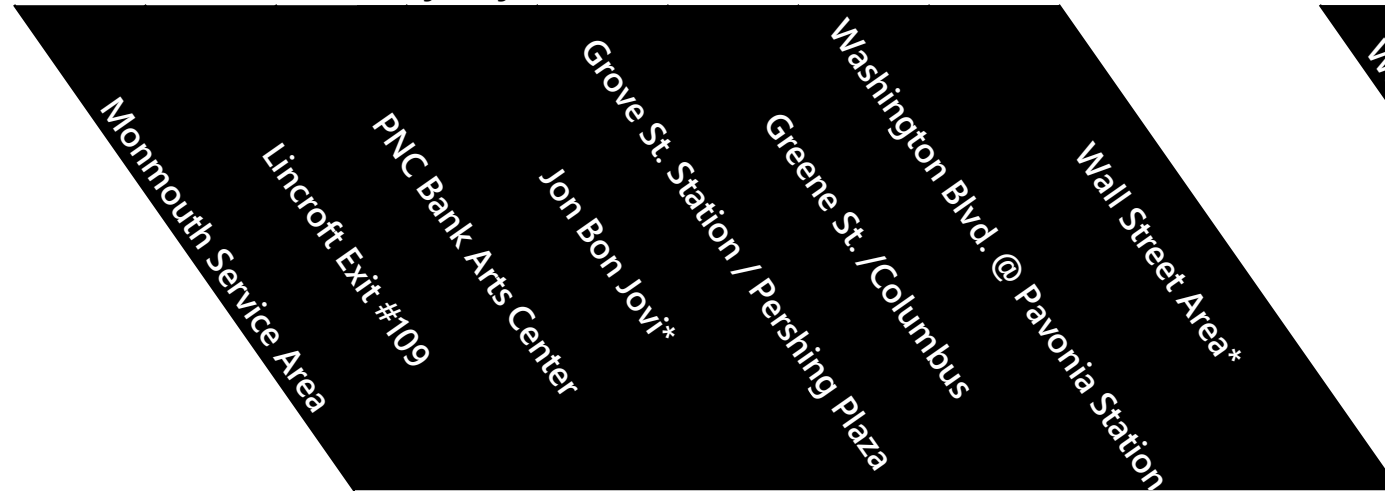 Monmouth Service Area
Lincroft Exit #109
PNC Bank Arts Center
Jon Bon Jovi*
Grove St. Station / Pershing Plaza
Greene St. /Columbus
Washington Blvd. @ Pavonia Station
Wall Street Area*